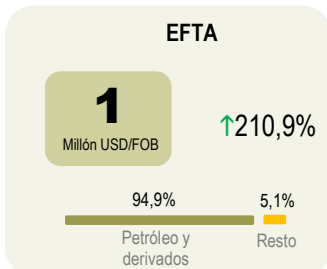 EFTA
1
Millón USD/FOB
↑210,9%
94,9%
5,1%
Petróleo y
derivados
Resto